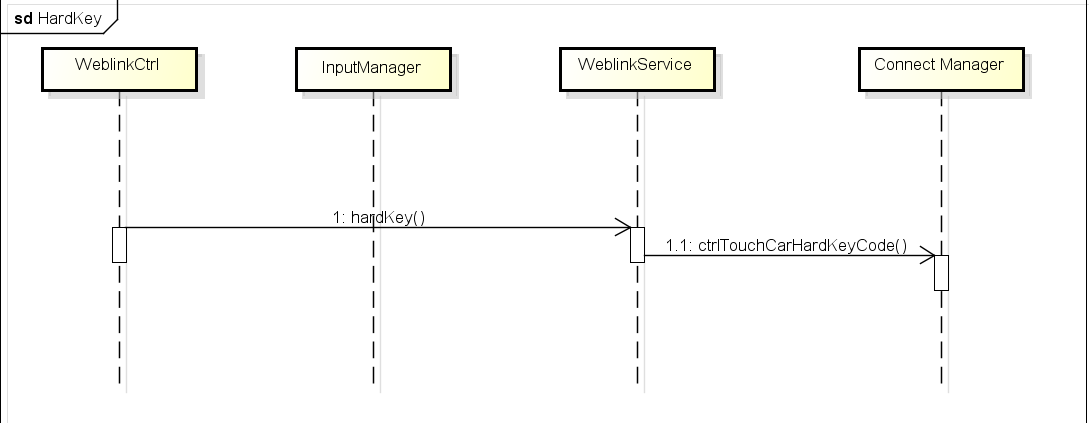 sd HardKey
WeblinkCtrl
InputManager
WeblinkService
Connect Manager
1: hardKey()
1.1: ctrlTouchCarHardKeyCode()